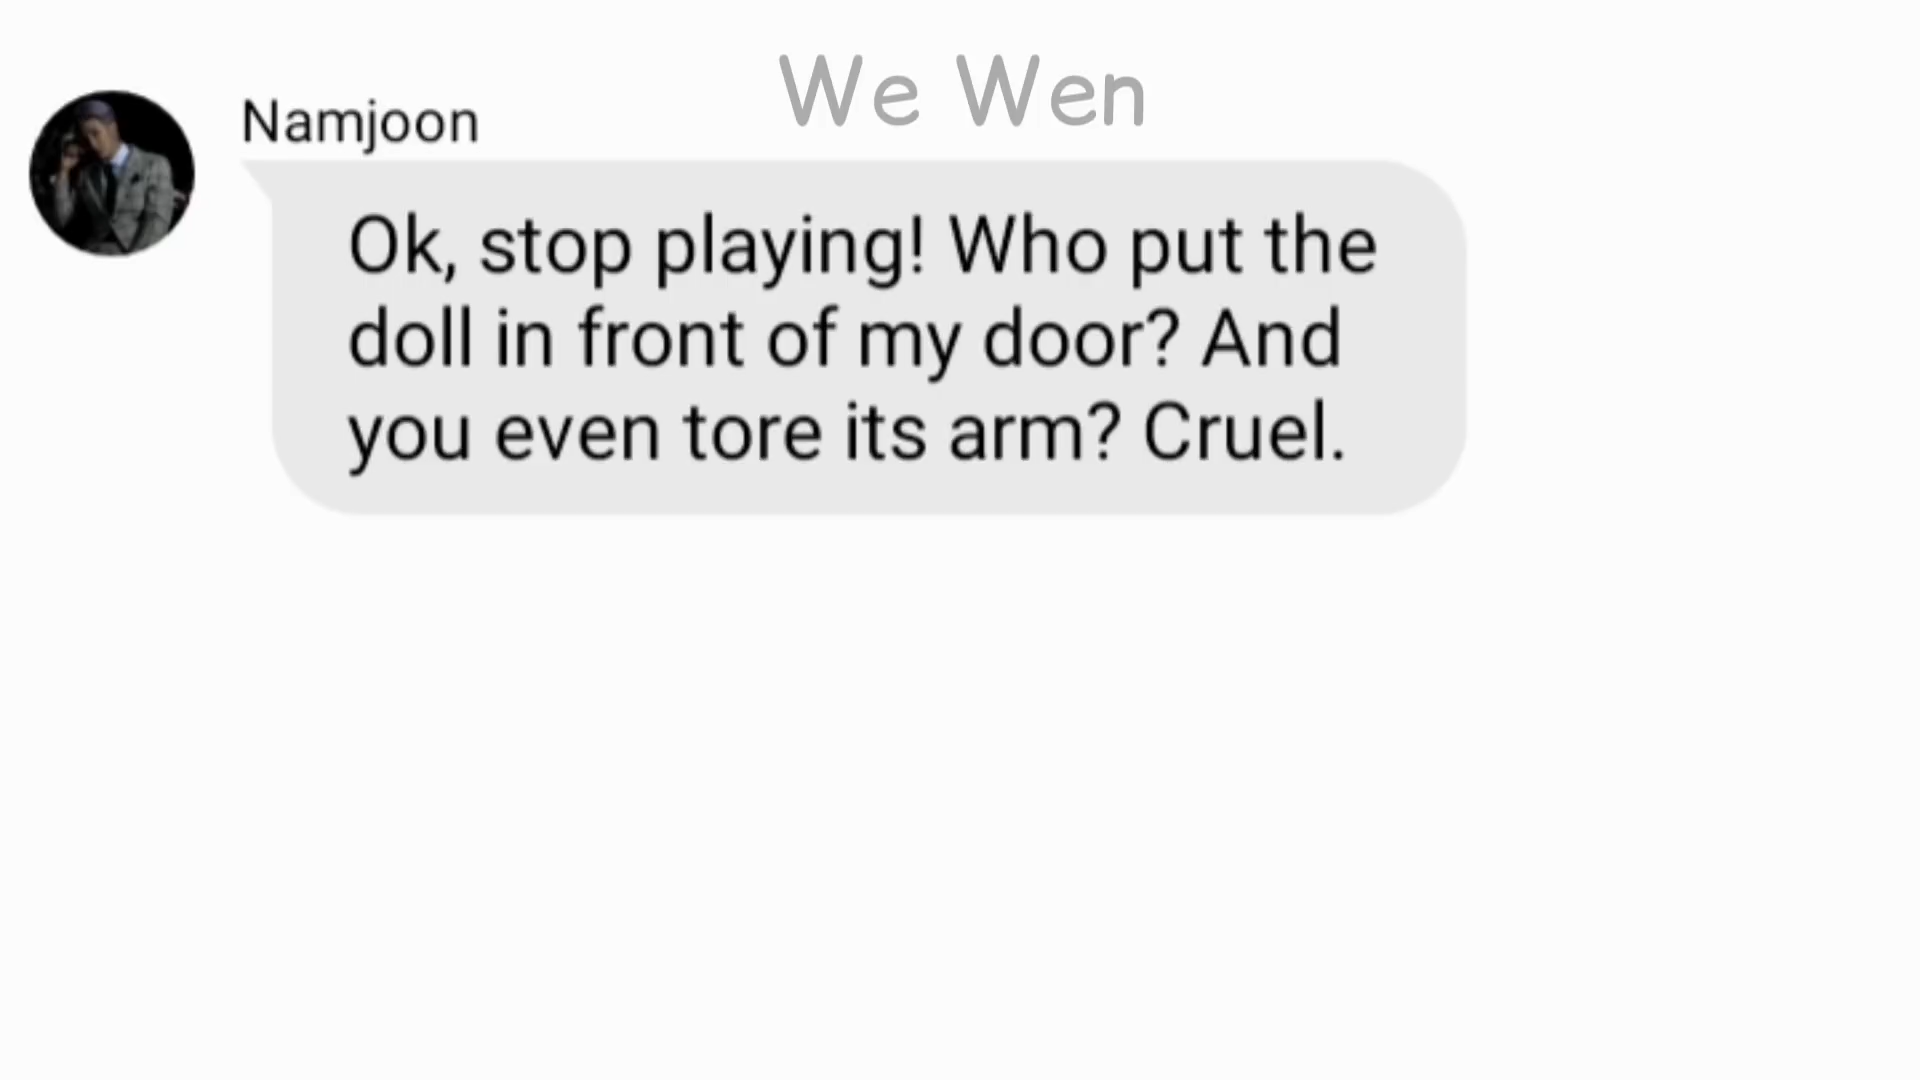 We Wen
Namjoon
Ok, stop playing! Who put the
doll in front of my door? And
you even tore its arm? Cruel.